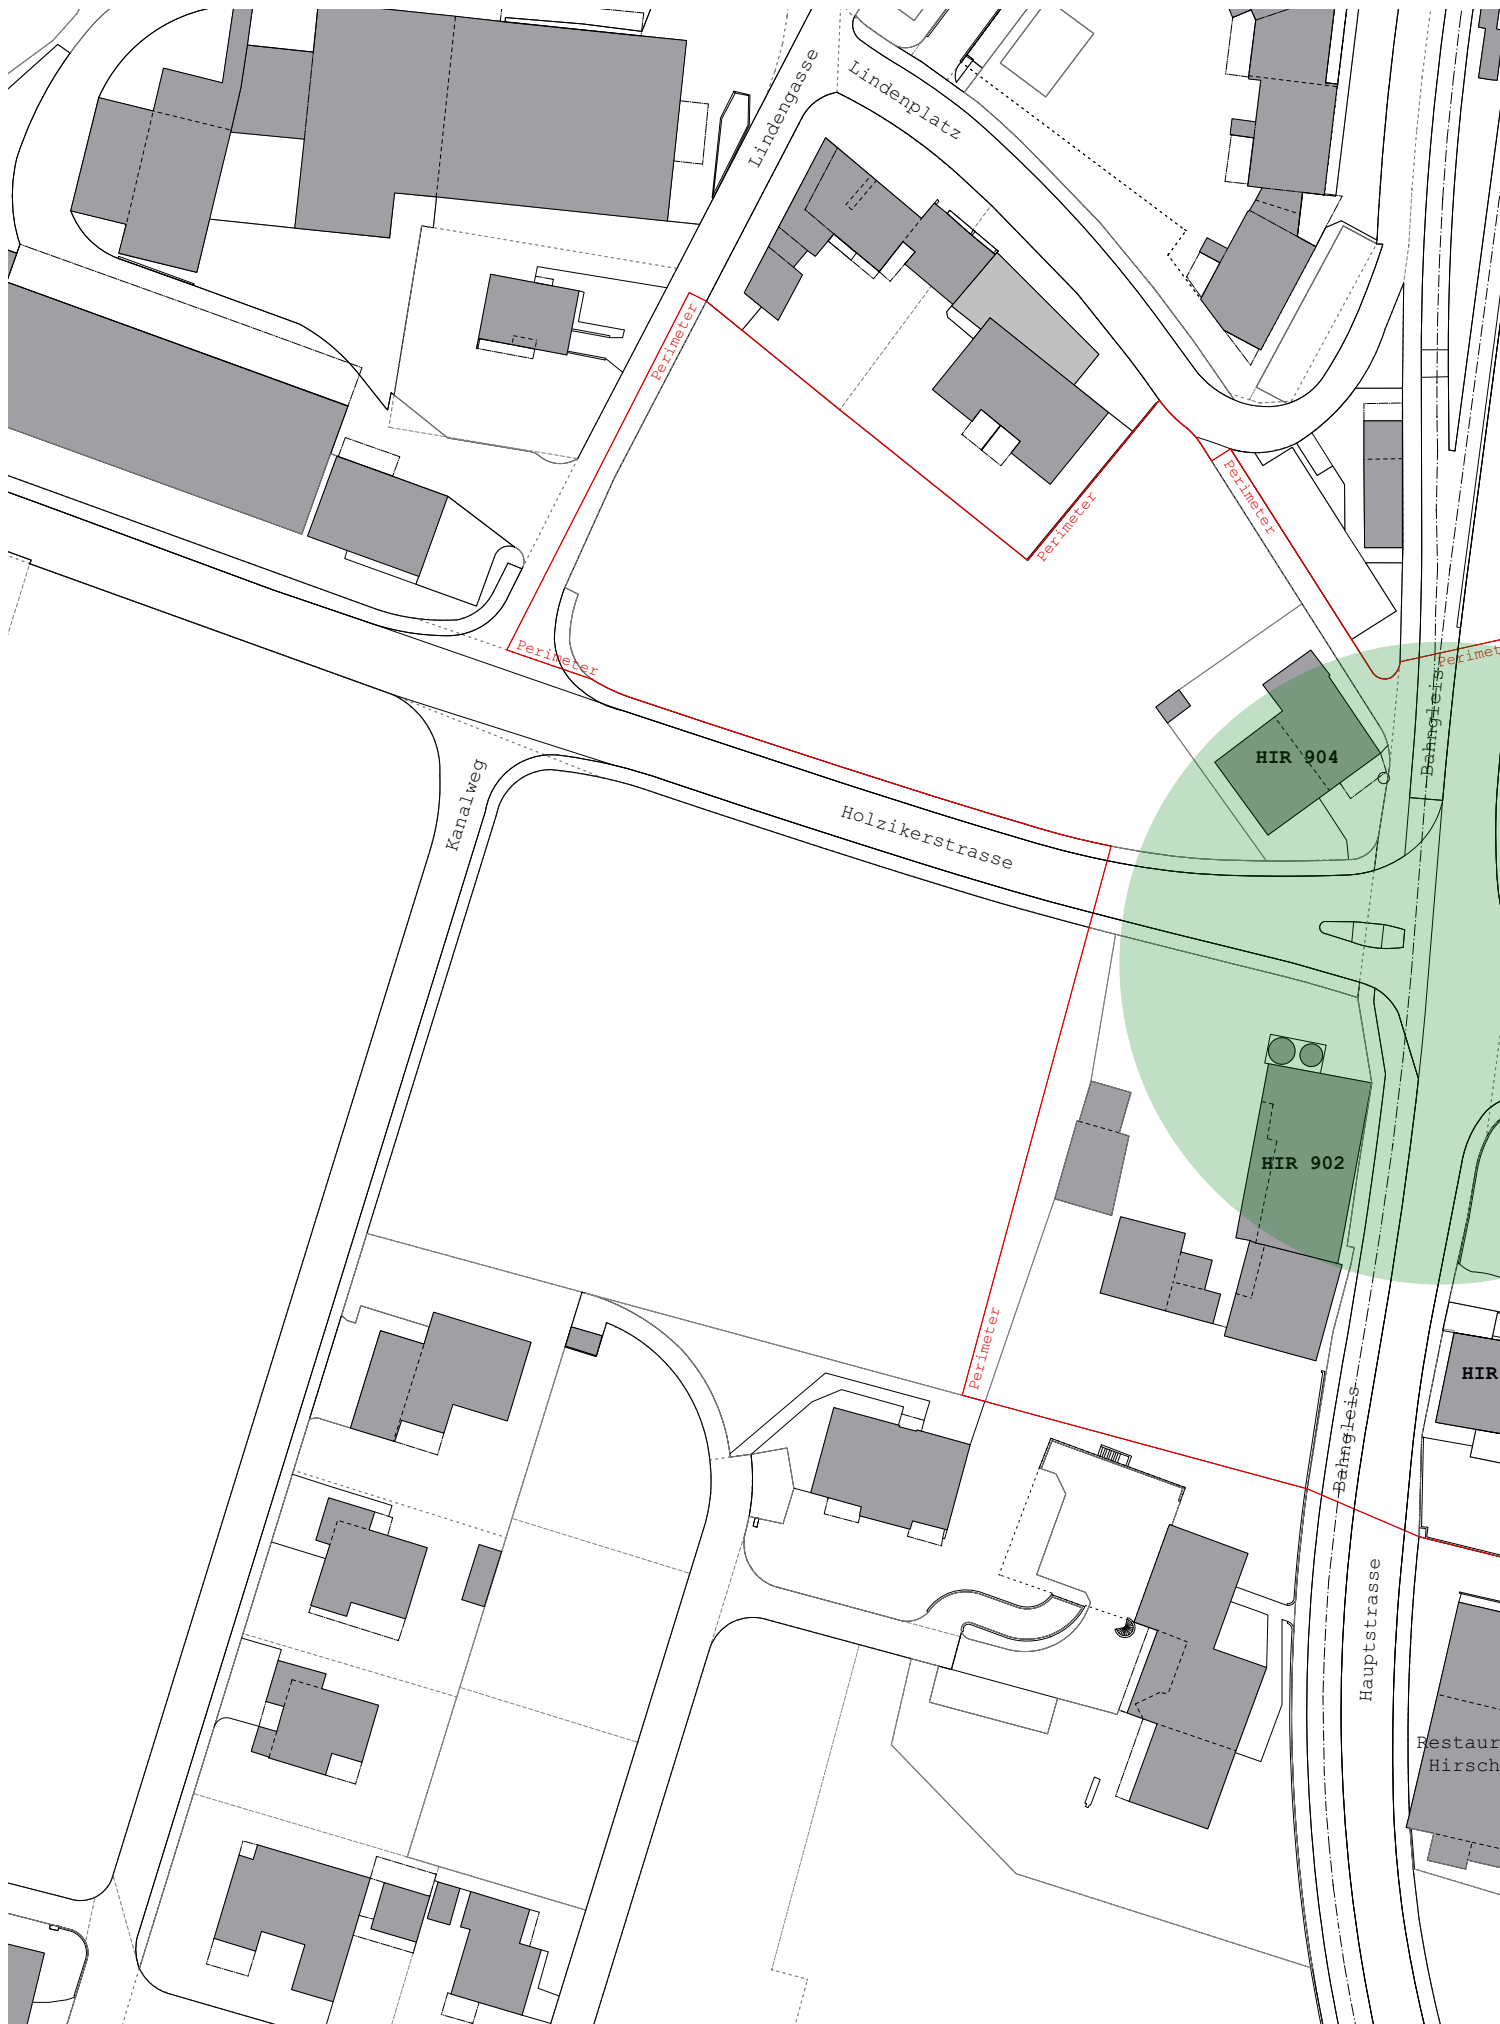 Lindengasse
Lindenplatz
Perimeter
Perimeter
Perimeter
Perimeter
Perimet
Bahngleis
HIR 904
Kanalweg
Holzikerstrasse
HIR 902
Perimeter
HIR
Bahngleis
Hauptstrasse
Restaur
Hirsch